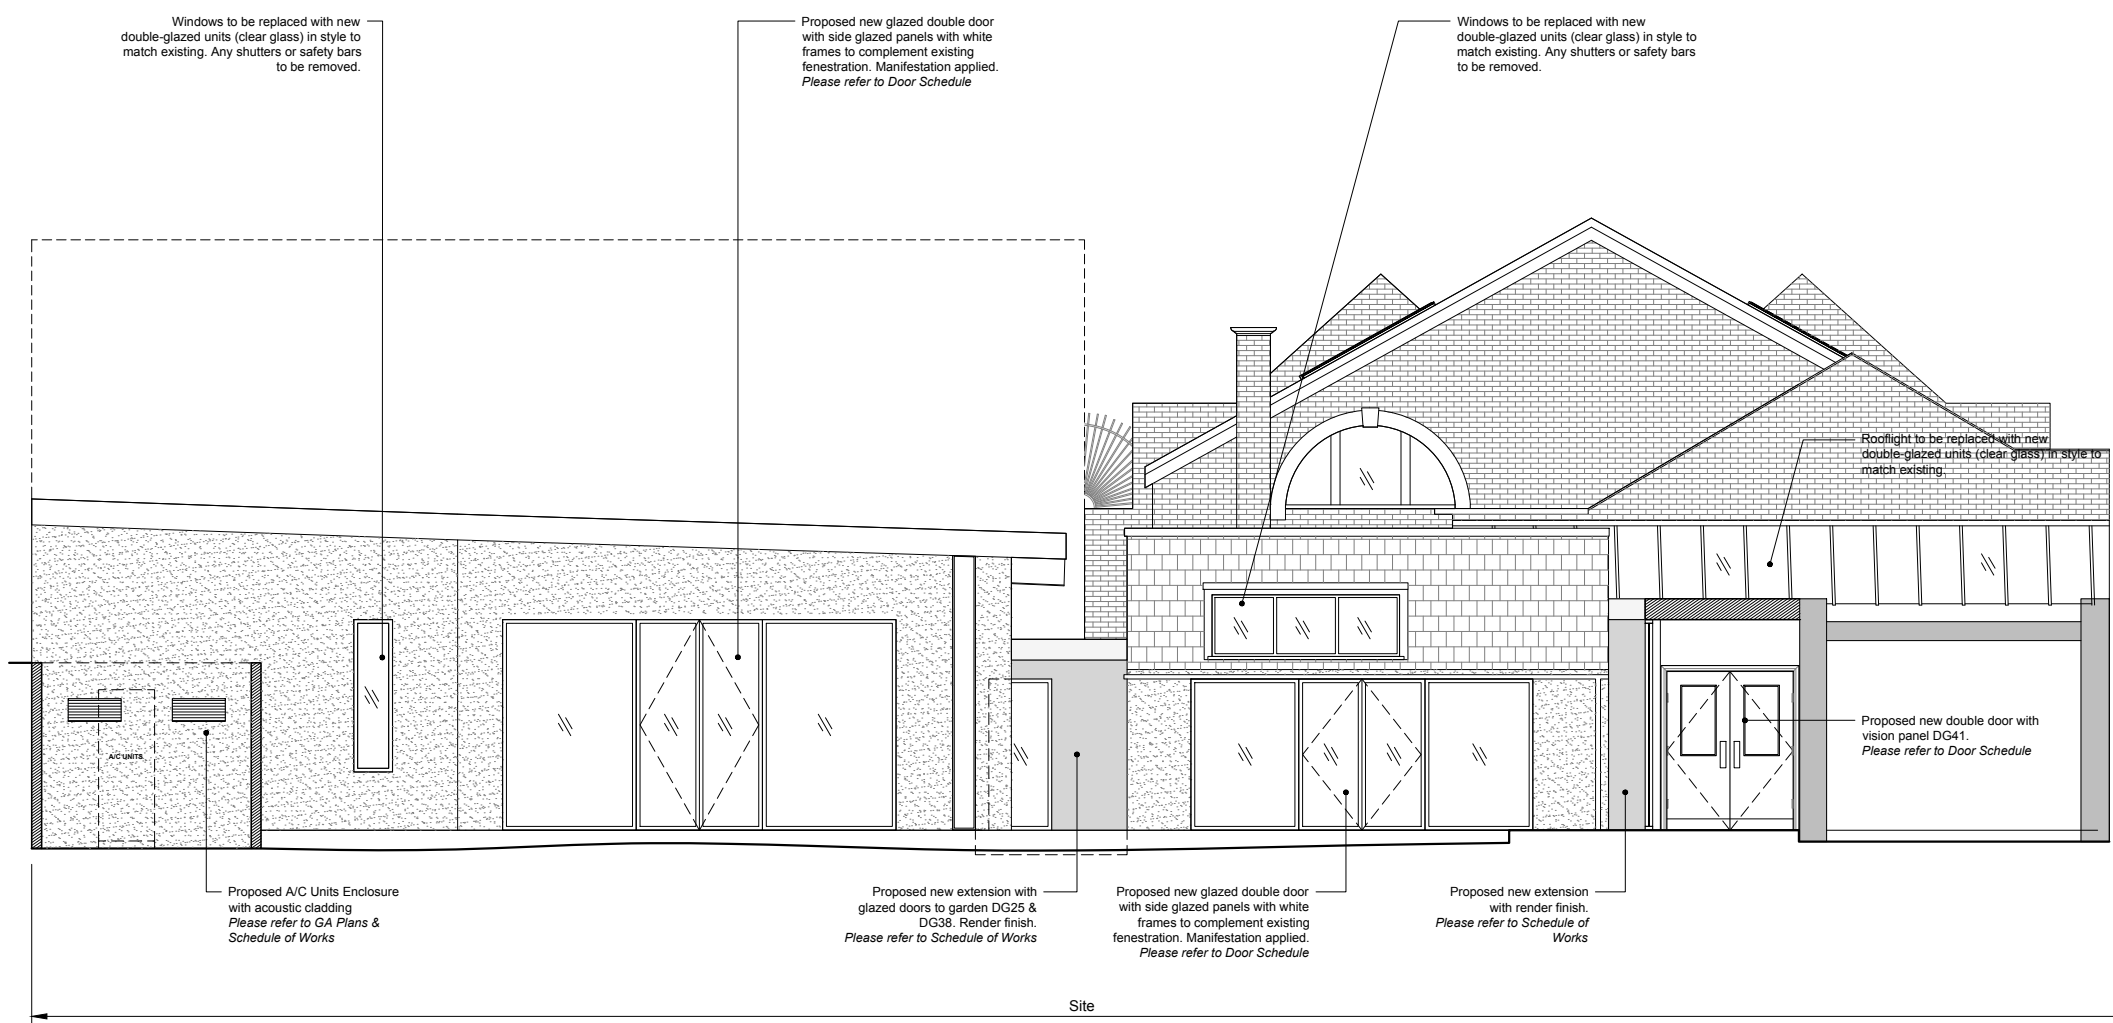 Windows to be replaced with new
double-glazed units (clear glass) in style to
match existing. Any shutters or safety bars
to be removed.
Proposed new glazed double door
with side glazed panels with white
frames to complement existing
fenestration. Manifestation applied.
Please refer to Door Schedule
Windows to be replaced with new
double-glazed units (clear glass) in style to
match existing. Any shutters or safety bars
to be removed.
Rooflight to be replaced with new
double-glazed units (clear glass) in style to
match existing
A/C UNITS
Proposed new double door with
vision panel DG41.
Please refer to Door Schedule
Proposed A/C Units Enclosure
with acoustic cladding
Please refer to GA Plans &
Schedule of Works
Proposed new extension with
glazed doors to garden DG25 &
DG38. Render finish.
Please refer to Schedule of Works
Proposed new glazed double door
with side glazed panels with white
frames to complement existing
fenestration. Manifestation applied.
Please refer to Door Schedule
Proposed new extension
with render finish.
Please refer to Schedule of
Works
Site